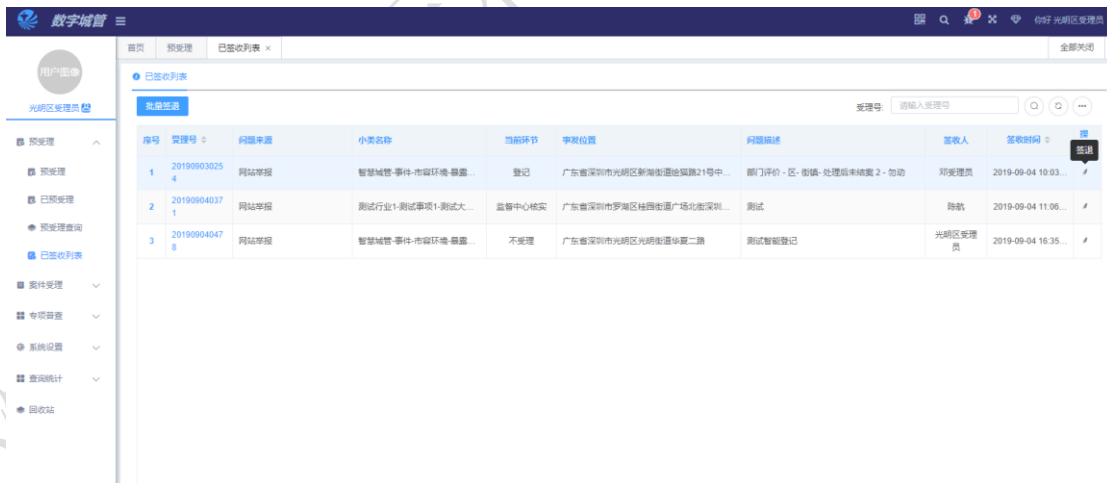 数字城管
1
你好 光明区受理员
用户图像
光明区受理员
首页 预受理 已签收列表 ×
全部关闭
已签收列表
批量签退
受理号: 请输入受理号
预受理
预受理
已预受理
预受理查询
已签收列表
案件受理
专项普查
系统设置
查询统计
回收站
序号 受理号 问题来源 小类名称 当前环节 事发位置 问题描述 签收人 签收时间 操
签退
1 201909030254 网站举报 智慧城管-事件-市容环境-暴露... 登记 广东省深圳市光明区新湖街道绘猫路21号中... 部门评价 - 区- 街镇- 处理后未结案 2 - 勿动 邓受理员 2019-09-04 10:03...
2 201909040371 网站举报 测试行业1-测试事项1-测试大... 监督中心核实 广东省深圳市罗湖区桂园街道广场北街深圳... 测试 陈航 2019-09-04 11:06...
3 201909040478 网站举报 智慧城管-事件-市容环境-暴露... 不受理 广东省深圳市光明区光明街道华夏二路 测试智能登记 光明区受理员 2019-09-04 16:35...